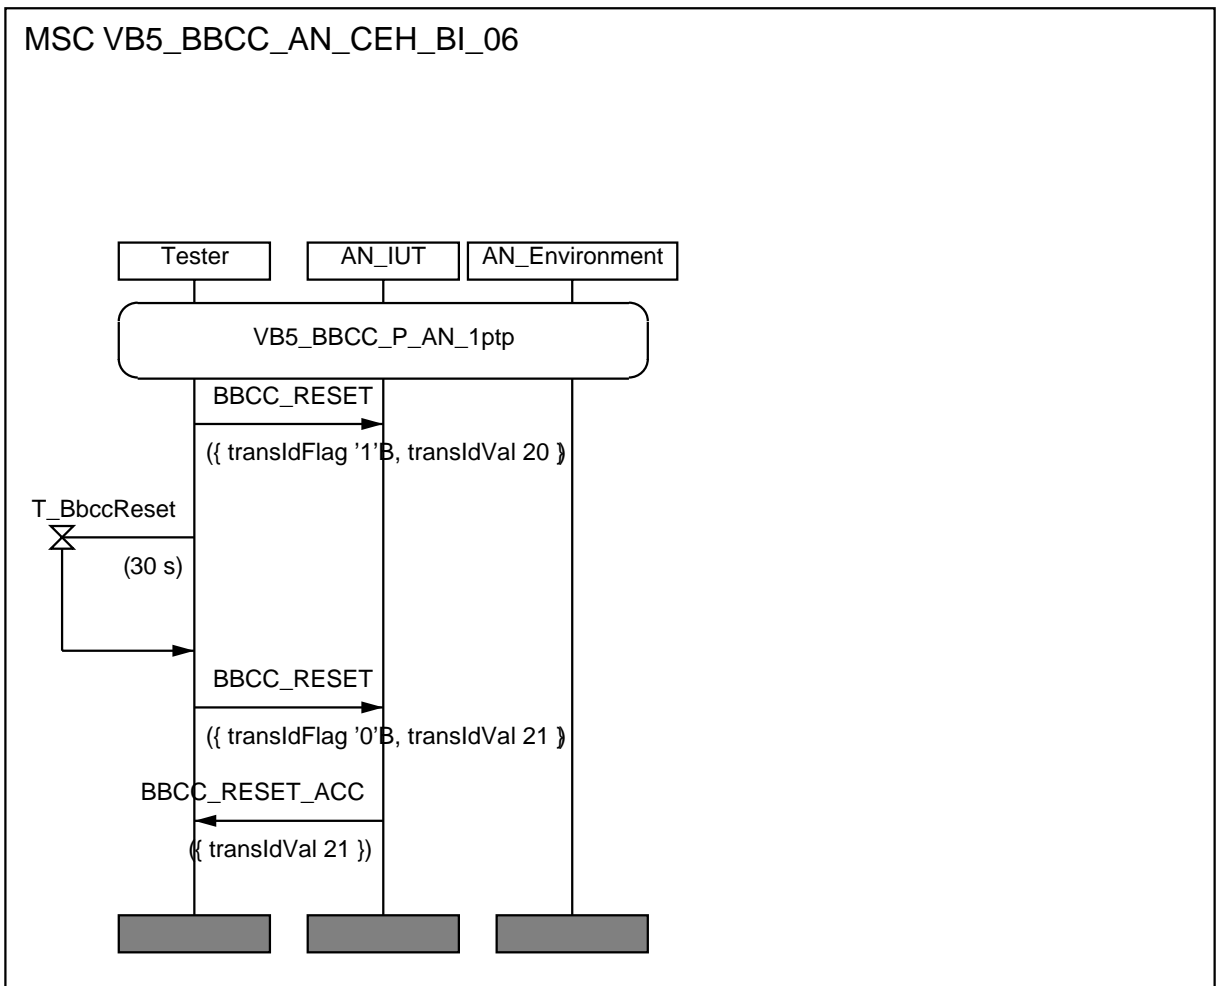 MSC VB5_BBCC_AN_CEH_BI_06
Tester AN_IUT AN_Environment
VB5_BBCC_P_AN_1ptp
BBCC_RESET
({ transIdFlag ’1’B, transIdVal 20 })
T_BbccReset
(30 s)
BBCC_RESET
({ transIdFlag ’0’B, transIdVal 21 })
BBCC_RESET_ACC
({ transIdVal 21 })